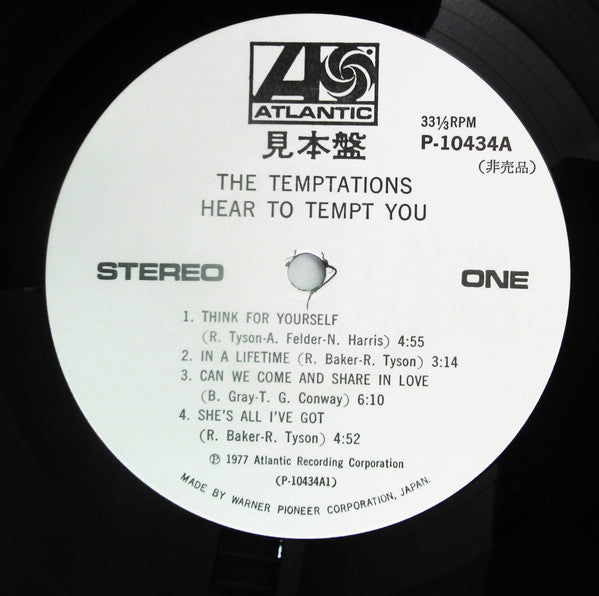 ATLANTIC
見本盤
33⅓RPM
P-10434A
(非売品)
THE TEMPTATIONS
HEAR TO TEMPT YOU
STEREO
ONE
1. THINK FOR YOURSELF
(R. Tyson-A. Felder-N. Harris) 4:55
2. IN A LIFETIME (R. Baker-R. Tyson) 3:14
3. CAN WE COME AND SHARE IN LOVE
(B. Gray-T. G. Conway) 6:10
4. SHE'S ALL I'VE GOT
(R. Baker-R. Tyson) 4:52
℗ 1977 Atlantic Recording Corporation
(P-10434A1)
MADE BY WARNER PIONEER CORPORATION, JAPAN.